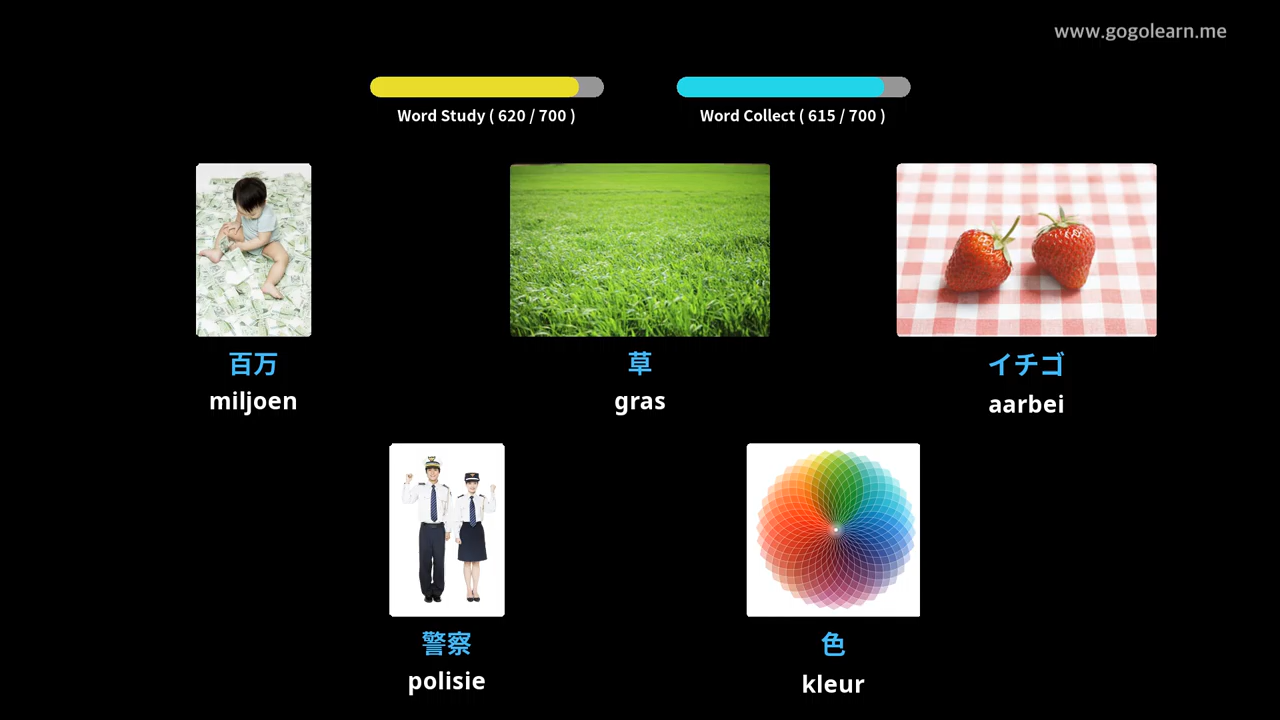 www.gogolearn.me
Word Study ( 620 / 700 )
Word Collect ( 615 / 700 )
百万
miljoen
草
gras
イチゴ
aarbei
警察
polisie
色
kleur